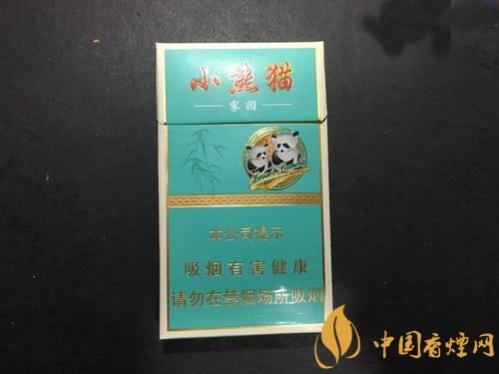 小熊猫
家园
本公司提示
吸烟有害健康
请勿在禁烟场所吸烟
中国香烟网